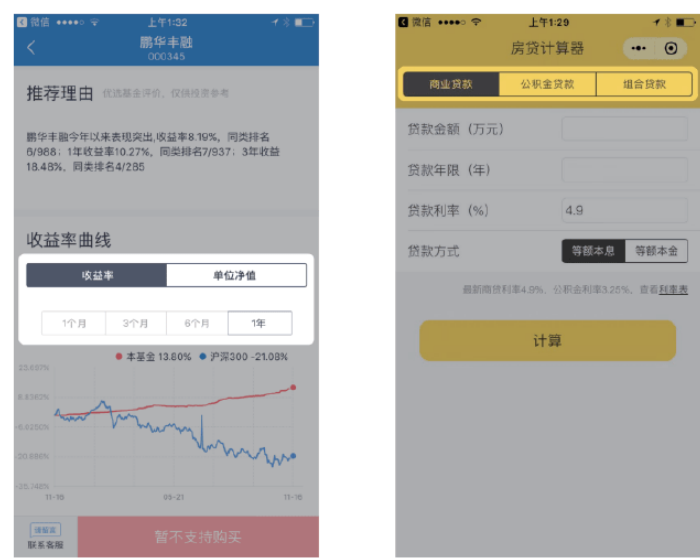 微信
上午1:32
鹏华丰融
000345
推荐理由 优选基金评价，仅供投资参考
鹏华丰融今年以来表现突出,收益率8.19%，同类排名
6/988；1年收益率10.27%，同类排名7/937；3年收益
18.48%，同类排名4/285
收益率曲线
收益率 单位净值
1个月 3个月 6个月 1年
本基金 13.80% 沪深300 -21.08%
11-16 05-21 11-16
联系客服
暂不支持购买
微信
上午1:29
房贷计算器
商业贷款 公积金贷款 组合贷款
贷款金额（万元）
贷款年限（年）
贷款利率（%） 4.9
贷款方式 等额本息 等额本金
最新商贷利率4.9%，公积金利率3.25%，查看利率表
计算